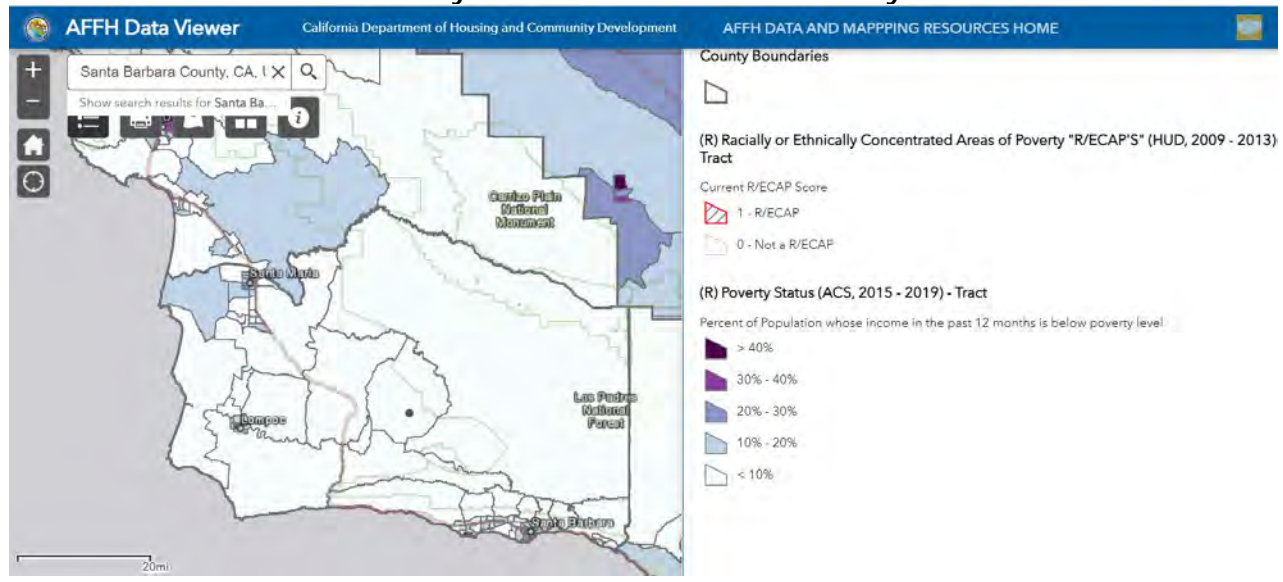 AFFH Data Viewer
California Department of Housing and Community Development
AFFH DATA AND MAPPPING RESOURCES HOME
+
Santa Barbara County, CA, U
−
Show search results for Santa Ba...
County Boundaries
(R) Racially or Ethnically Concentrated Areas of Poverty "R/ECAP'S" (HUD, 2009 - 2013)
Tract
Current R/ECAP Score
1 - R/ECAP
0 - Not a R/ECAP
(R) Poverty Status (ACS, 2015 - 2019) - Tract
Percent of Population whose income in the past 12 months is below poverty level
> 40%
30% - 40%
20% - 30%
10% - 20%
< 10%
Carrizo Plain
National
Monument
Santa Maria
Los Padres
National
Forest
Lompoc
Santa Barbara
20mi